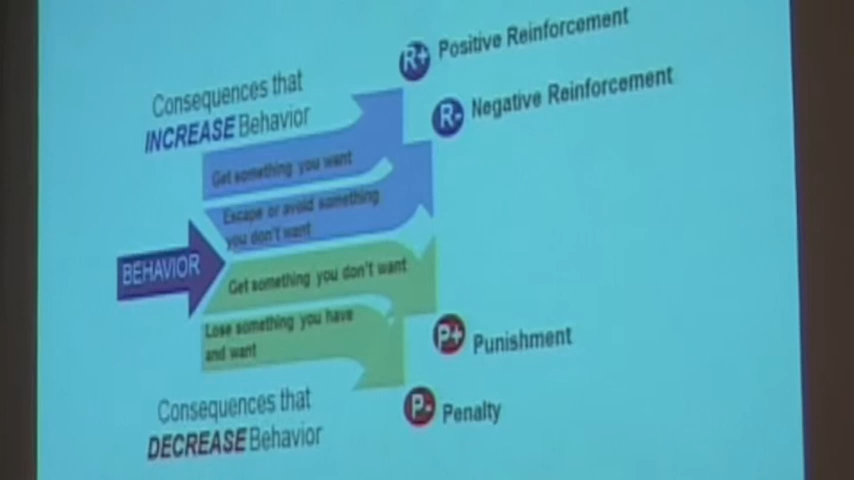 R+ Positive Reinforcement
Consequences that
INCREASE Behavior
R- Negative Reinforcement
Get something you want
Escape or avoid something
you don't want
BEHAVIOR
Get something you don't want
Lose something you have
and want
P+ Punishment
P- Penalty
Consequences that
DECREASE Behavior